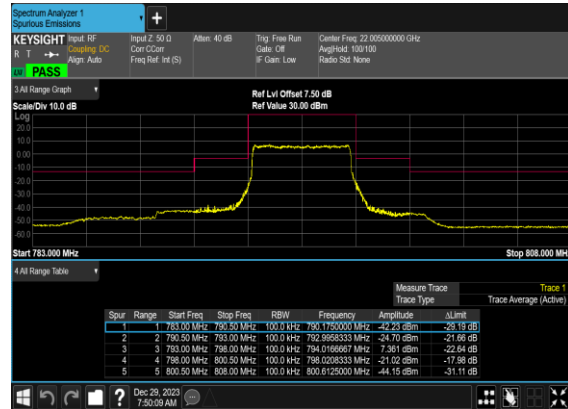 Spectrum Analyzer 1
Spurious Emissions
KEYSIGHT Input: RF Input Z: 50 Ω Atten: 40 dB Trig: Free Run Center Freq: 22.005000000 GHz
R T Coupling: DC Corr CCorr Gate: Off Avg|Hold: 100/100
Align: Auto Freq Ref: Int (S) IF Gain: Low Radio Std: None
LW PASS
3 All Range Graph
Ref Lvl Offset 7.50 dB
Scale/Div 10.0 dB Ref Value 30.00 dBm
Log
20.0
10.0
0.00
-10.0
-20.0
-30.0
-40.0
-50.0
-60.0
Start 783.000 MHz Stop 808.000 MH
4 All Range Table
Measure Trace Trace 1
Trace Type Trace Average (Active)
Spur Range Start Freq Stop Freq RBW Frequency Amplitude ΔLimit
1 1 783.00 MHz 790.50 MHz 100.0 kHz 790.1750000 MHz -42.23 dBm -29.19 dB
2 2 790.50 MHz 793.00 MHz 100.0 kHz 792.9958333 MHz -24.70 dBm -21.66 dB
3 3 793.00 MHz 798.00 MHz 100.0 kHz 794.0166667 MHz 7.361 dBm -22.64 dB
4 4 798.00 MHz 800.50 MHz 100.0 kHz 798.0208333 MHz -21.02 dBm -17.98 dB
5 5 800.50 MHz 808.00 MHz 100.0 kHz 800.6125000 MHz -44.15 dBm -31.11 dB
Dec 29, 2023
7:50:09 AM